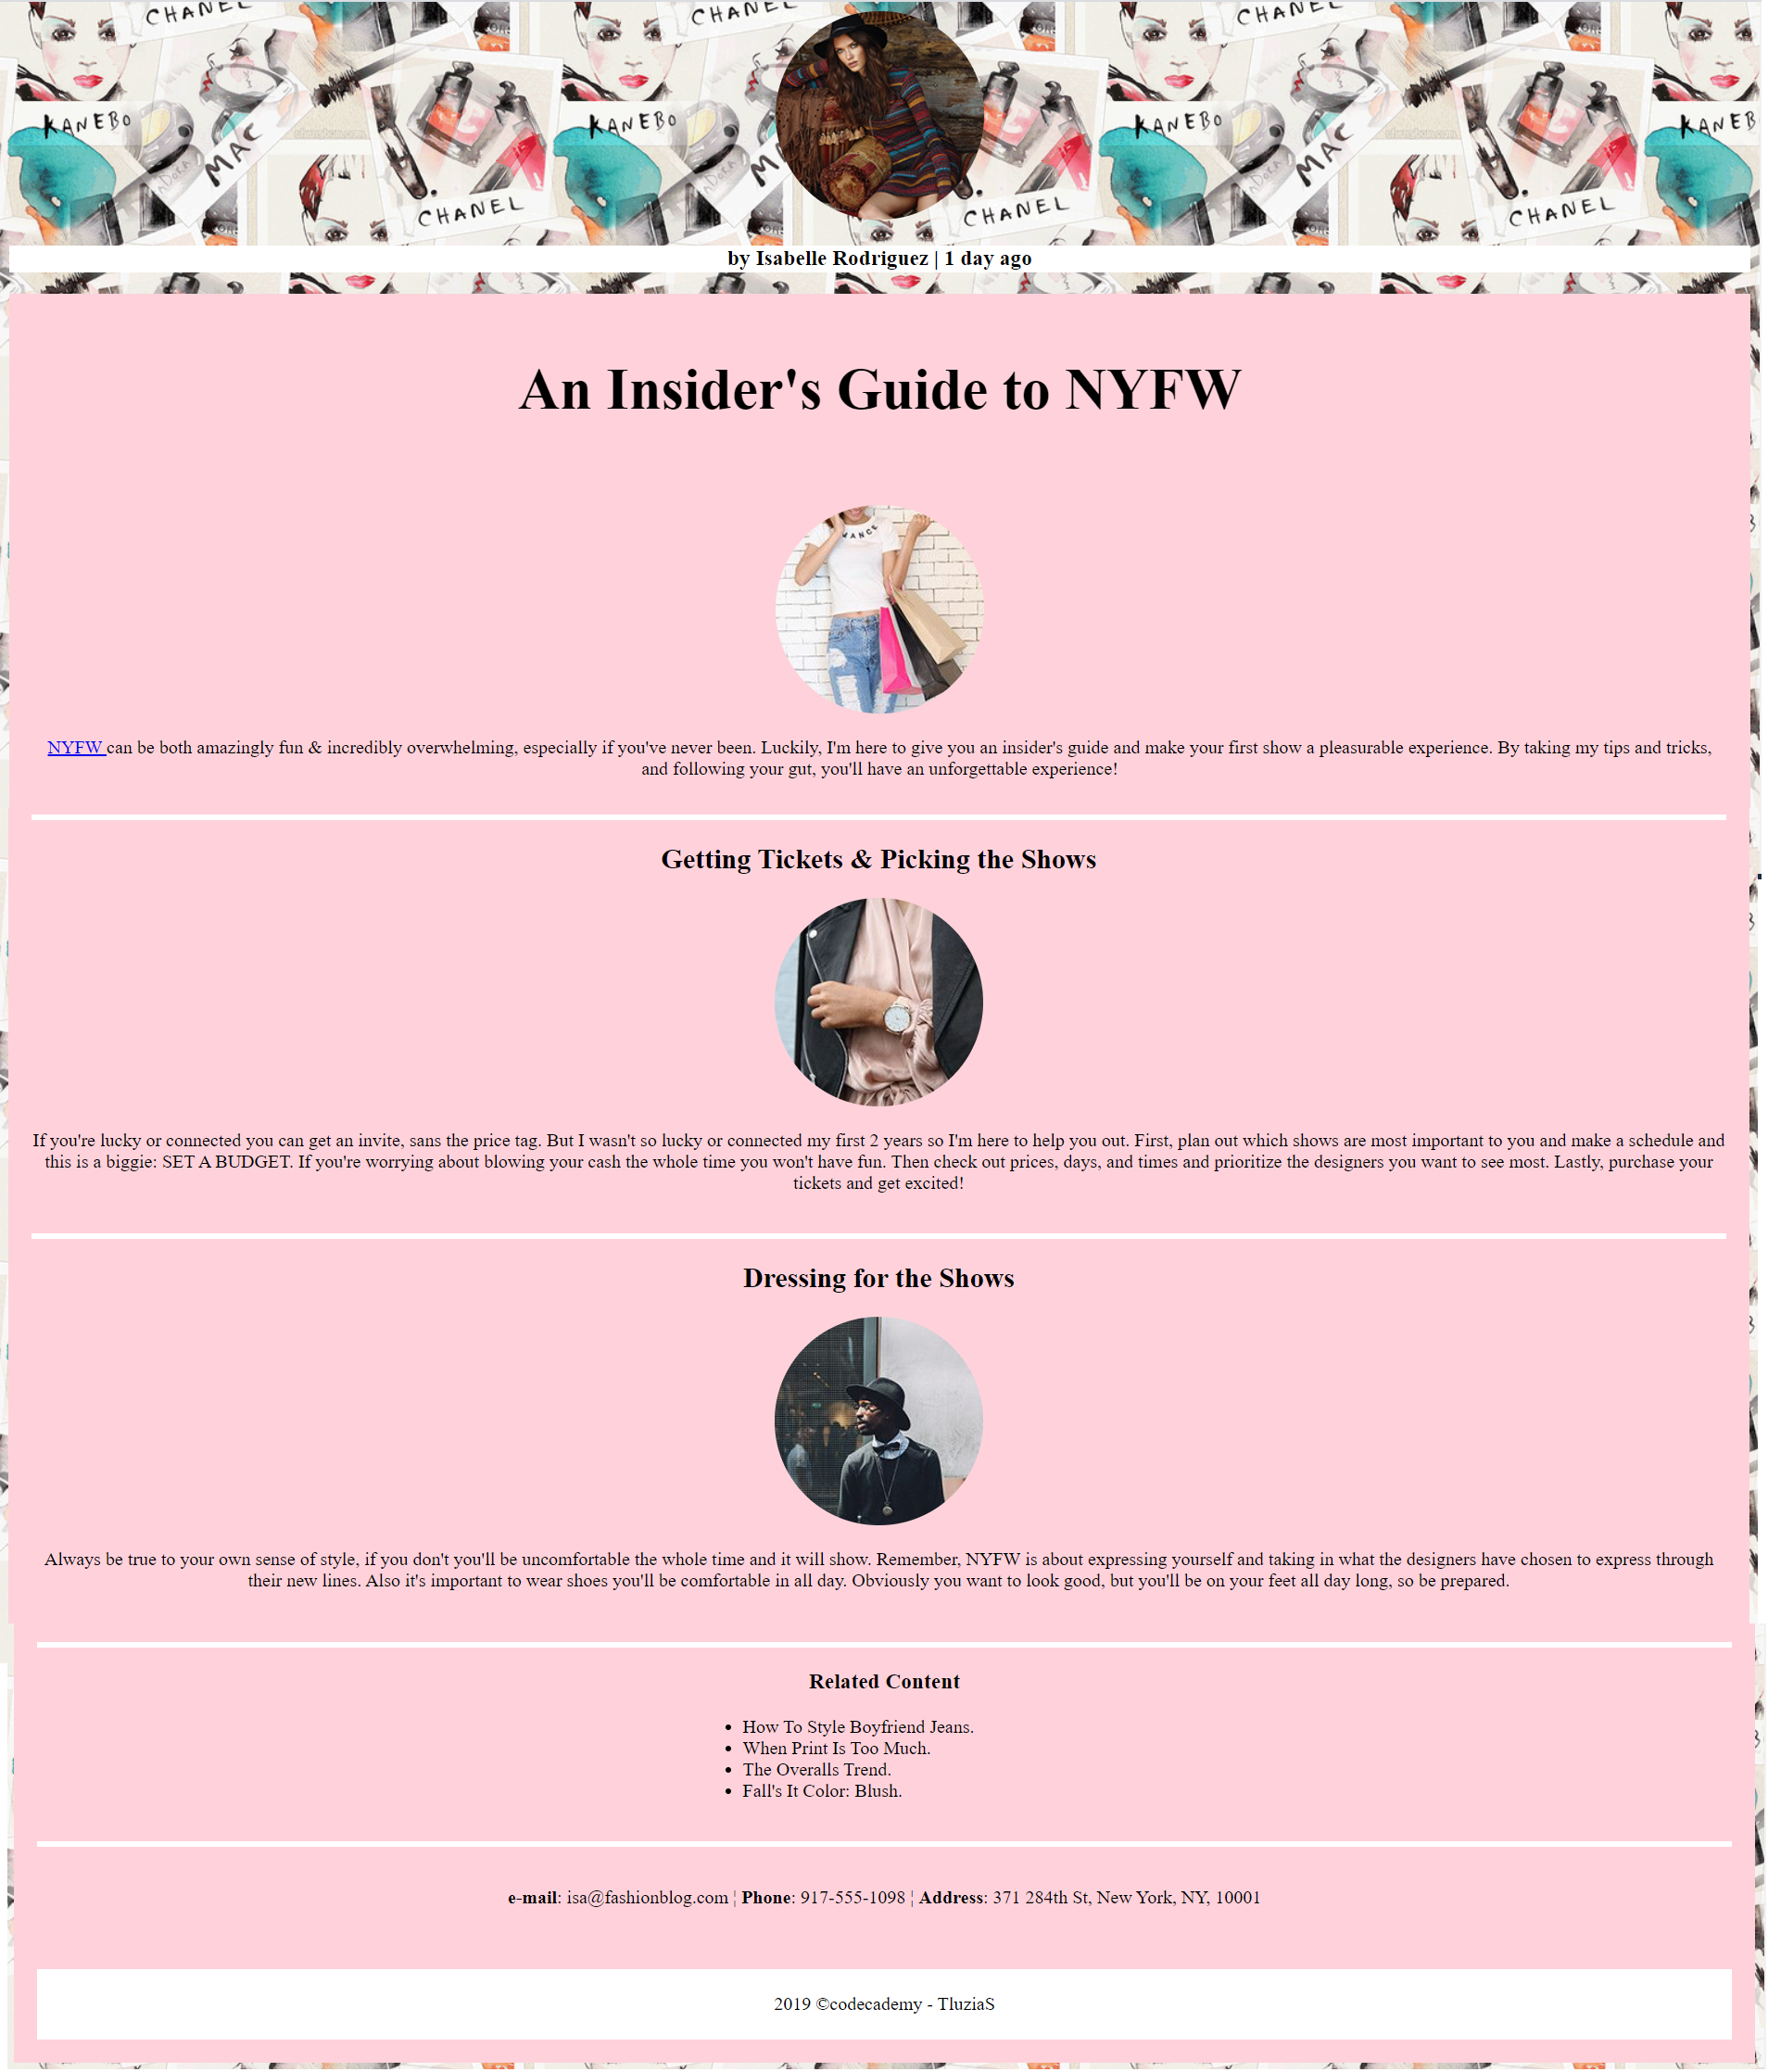 CHANEL CHANEL CHANEL
KANEBO KANEBO KANEBO KANEB
MAC MAC
CHANEL CHANEL CHANEL
by Isabelle Rodriguez | 1 day ago
An Insider's Guide to NYFW
NYFW can be both amazingly fun & incredibly overwhelming, especially if you've never been. Luckily, I'm here to give you an insider's guide and make your first show a pleasurable experience. By taking my tips and tricks,
and following your gut, you'll have an unforgettable experience!
Getting Tickets & Picking the Shows
If you're lucky or connected you can get an invite, sans the price tag. But I wasn't so lucky or connected my first 2 years so I'm here to help you out. First, plan out which shows are most important to you and make a schedule and
this is a biggie: SET A BUDGET. If you're worrying about blowing your cash the whole time you won't have fun. Then check out prices, days, and times and prioritize the designers you want to see most. Lastly, purchase your
tickets and get excited!
Dressing for the Shows
Always be true to your own sense of style, if you don't you'll be uncomfortable the whole time and it will show. Remember, NYFW is about expressing yourself and taking in what the designers have chosen to express through
their new lines. Also it's important to wear shoes you'll be comfortable in all day. Obviously you want to look good, but you'll be on your feet all day long, so be prepared.
Related Content
• How To Style Boyfriend Jeans.
• When Print Is Too Much.
• The Overalls Trend.
• Fall's It Color: Blush.
e-mail: isa@fashionblog.com ¦ Phone: 917-555-1098 ¦ Address: 371 284th St, New York, NY, 10001
2019 ©codecademy - TluziaS